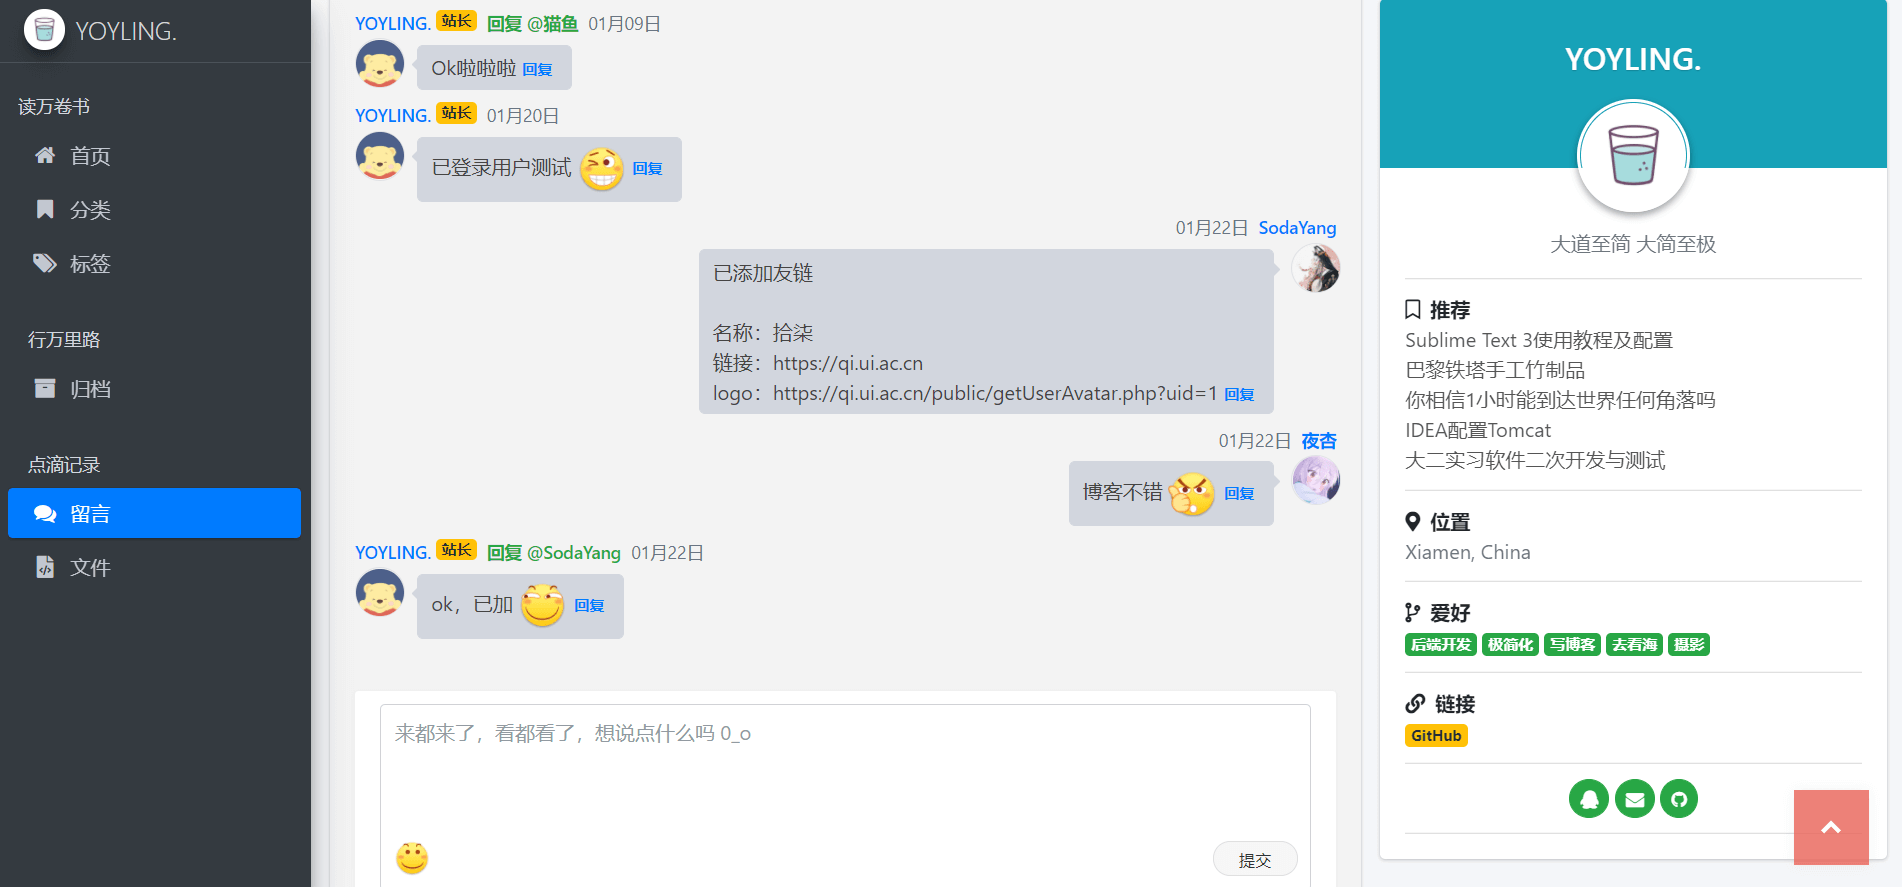 YOYLING.
读万卷书
首页
分类
标签
行万里路
归档
点滴记录
留言
文件
YOYLING. 站长 回复 @猫鱼 01月09日
Ok啦啦啦 回复
YOYLING. 站长 01月20日
已登录用户测试 回复
01月22日 SodaYang
已添加友链
名称：拾柒
链接：https://qi.ui.ac.cn
logo：https://qi.ui.ac.cn/public/getUserAvatar.php?uid=1 回复
01月22日 夜杏
博客不错 回复
YOYLING. 站长 回复 @SodaYang 01月22日
ok，已加 回复
来都来了，看都看了，想说点什么吗 0_o
提交
YOYLING.
大道至简 大简至极
推荐
Sublime Text 3使用教程及配置
巴黎铁塔手工竹制品
你相信1小时能到达世界任何角落吗
IDEA配置Tomcat
大二实习软件二次开发与测试
位置
Xiamen, China
爱好
后端开发 极简化 写博客 去看海 摄影
链接
GitHub